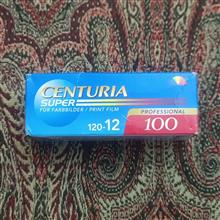 CENTURIA
SUPER
FÜR FARBBILDER / PRINT FILM
PROFESSIONAL
120-12
100